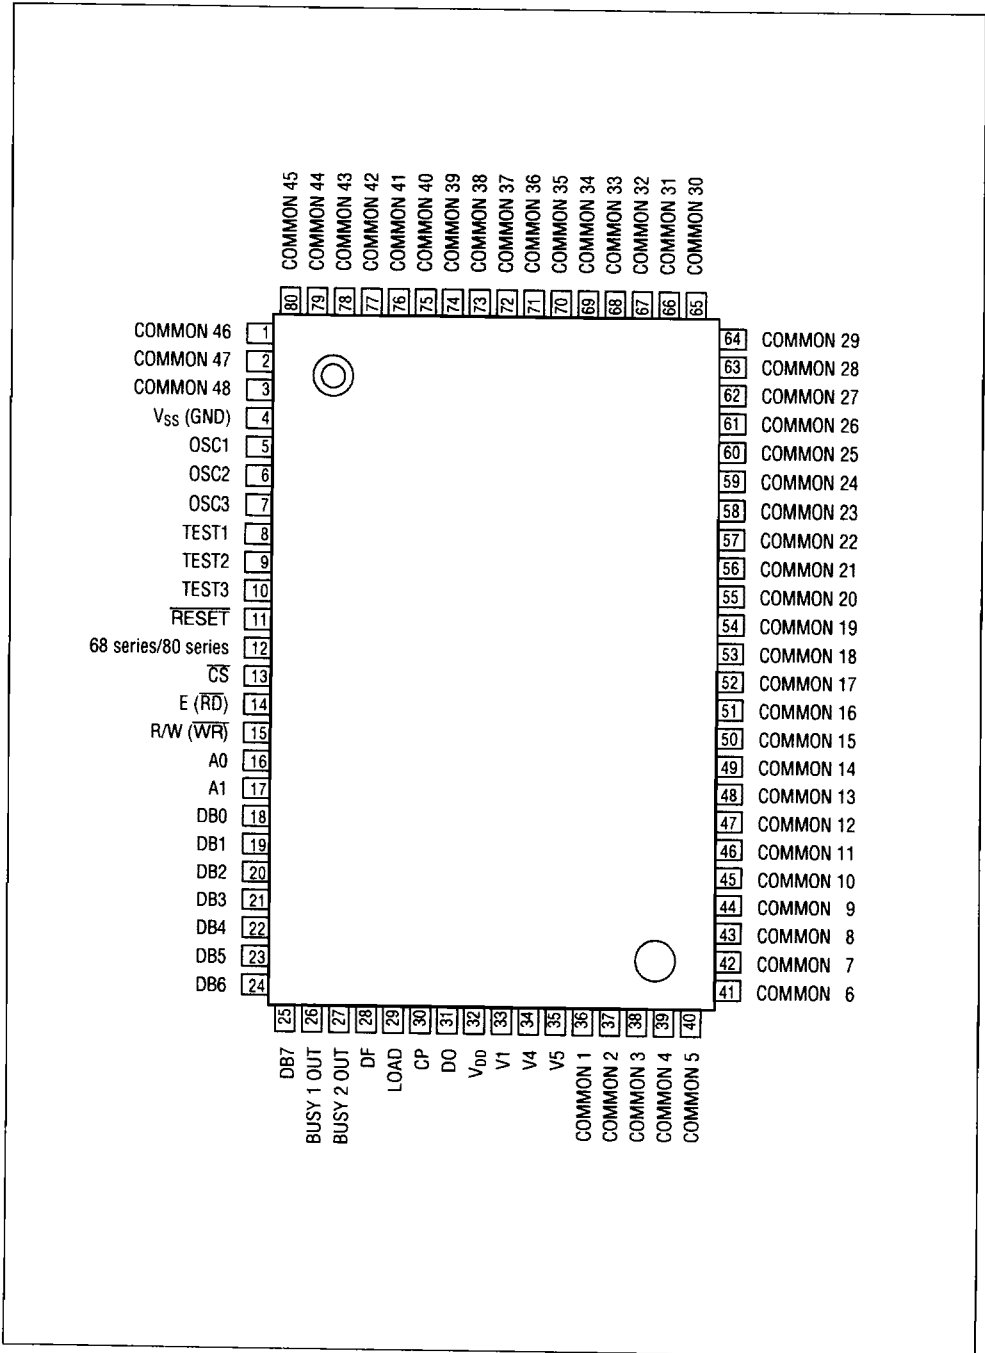 COMMON 45
COMMON 44
COMMON 43
COMMON 42
COMMON 41
COMMON 40
COMMON 39
COMMON 38
COMMON 37
COMMON 36
COMMON 35
COMMON 34
COMMON 33
COMMON 32
COMMON 31
COMMON 30
80 79 78 77 76 75 74 73 72 71 70 69 68 67 66 65
COMMON 46 1
COMMON 47 2
COMMON 48 3
VSS (GND) 4
OSC1 5
OSC2 6
OSC3 7
TEST1 8
TEST2 9
TEST3 10
R̅E̅S̅E̅T̅ 11
68 series/80 series 12
C̅S̅ 13
E (R̅D̅) 14
R/W (W̅R̅) 15
A0 16
A1 17
DB0 18
DB1 19
DB2 20
DB3 21
DB4 22
DB5 23
DB6 24
64 COMMON 29
63 COMMON 28
62 COMMON 27
61 COMMON 26
60 COMMON 25
59 COMMON 24
58 COMMON 23
57 COMMON 22
56 COMMON 21
55 COMMON 20
54 COMMON 19
53 COMMON 18
52 COMMON 17
51 COMMON 16
50 COMMON 15
49 COMMON 14
48 COMMON 13
47 COMMON 12
46 COMMON 11
45 COMMON 10
44 COMMON 9
43 COMMON 8
42 COMMON 7
41 COMMON 6
25 26 27 28 29 30 31 32 33 34 35 36 37 38 39 40
DB7
BUSY 1 OUT
BUSY 2 OUT
DF
LOAD
CP
DO
VDD
V1
V4
V5
COMMON 1
COMMON 2
COMMON 3
COMMON 4
COMMON 5